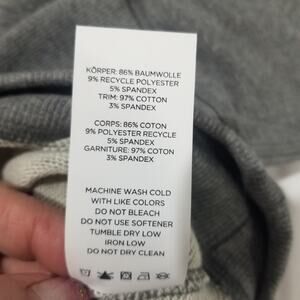 KÖRPER: 86% BAUMWOLLE
9% RECYCLE POLYESTER
5% SPANDEX
TRIM: 97% COTTON
3% SPANDEX
CORPS: 86% COTON
9% POLYESTER RECYCLE
5% SPANDEX
GARNITURE: 97% COTON
3% SPANDEX
MACHINE WASH COLD
WITH LIKE COLORS
DO NOT BLEACH
DO NOT USE SOFTENER
TUMBLE DRY LOW
IRON LOW
DO NOT DRY CLEAN